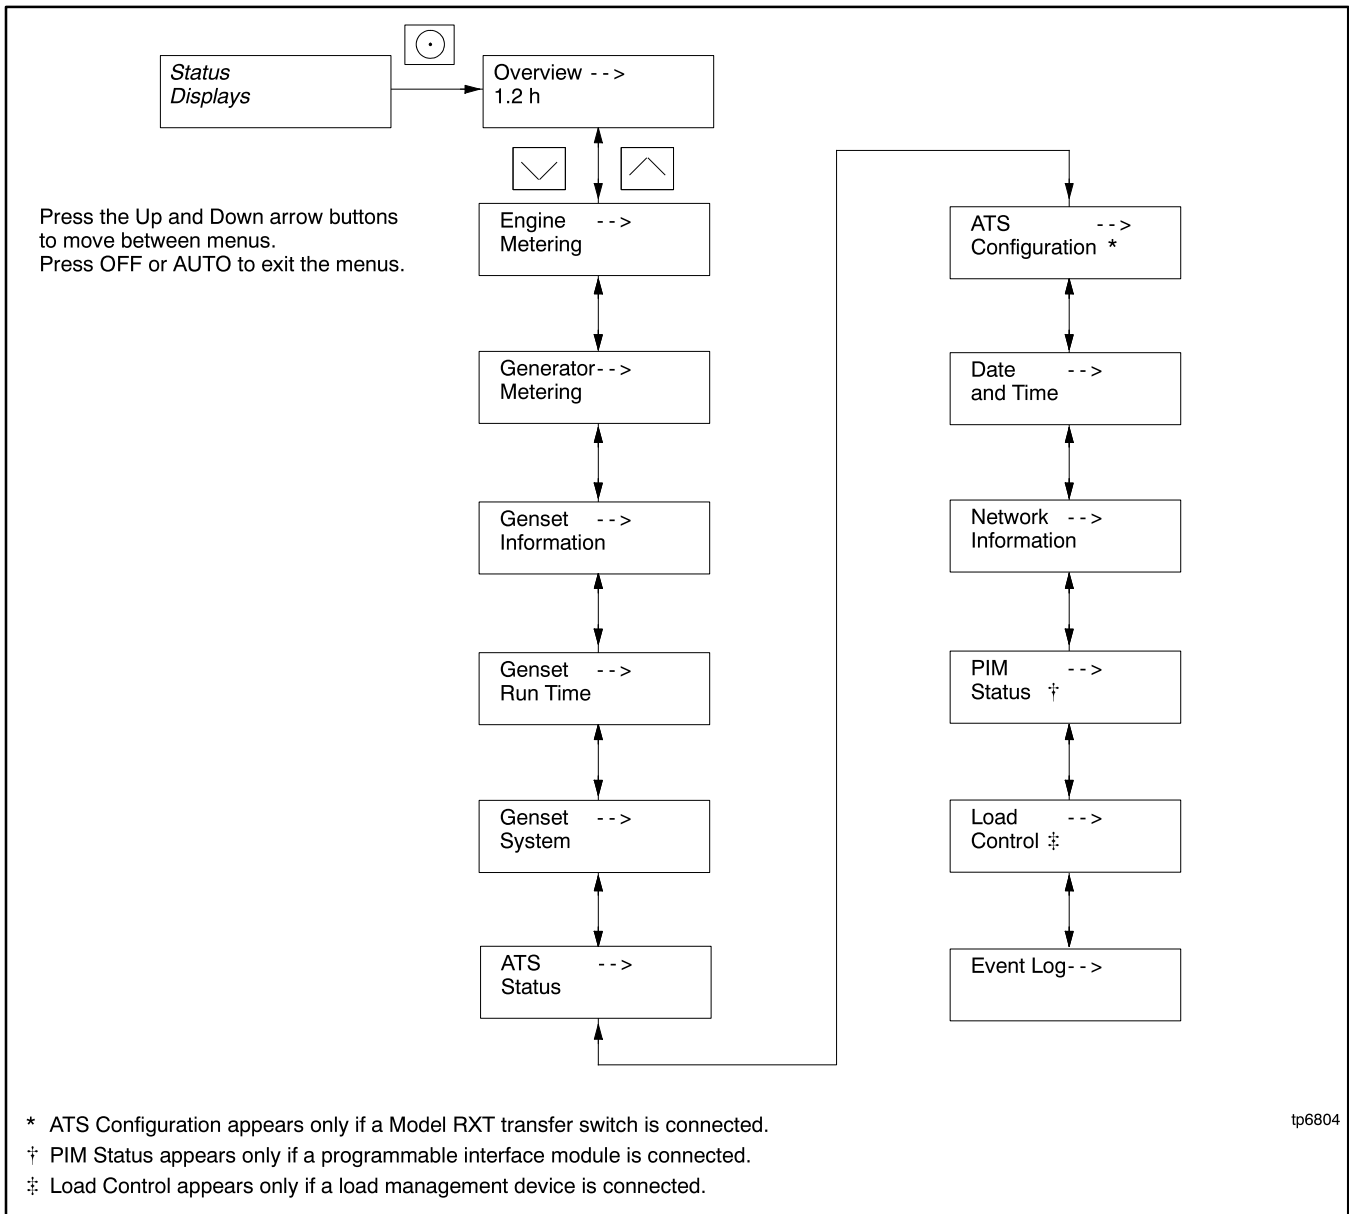 Status
Displays
Overview -->
1.2 h
Press the Up and Down arrow buttons
to move between menus.
Press OFF or AUTO to exit the menus.
Engine -->
Metering
Generator-->
Metering
Genset -->
Information
Genset -->
Run Time
Genset -->
System
ATS -->
Status
ATS -->
Configuration *
Date -->
and Time
Network -->
Information
PIM -->
Status †
Load -->
Control ‡
Event Log-->
* ATS Configuration appears only if a Model RXT transfer switch is connected.
† PIM Status appears only if a programmable interface module is connected.
‡ Load Control appears only if a load management device is connected.
tp6804